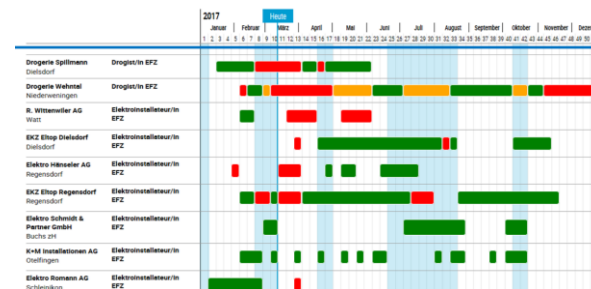 2017 Heute
Januar Februar März April Mai Juni Juli August September Oktober November Dezen
1 2 3 4 5 6 7 8 9 10 11 12 13 14 15 16 17 18 19 20 21 22 23 24 25 26 27 28 29 30 31 32 33 34 35 36 37 38 39 40 41 42 43 44 45 46 47 48 49 50
Drogerie Spillmann Drogist/in EFZ
Dielsdorf
Drogerie Wehntal Drogist/in EFZ
Niederweningen
R. Wittenwiler AG Elektroinstallateur/in
Watt EFZ
EKZ Eltop Dielsdorf Elektroinstallateur/in
Dielsdorf EFZ
Elektro Hänseler AG Elektroinstallateur/in
Regensdorf EFZ
EKZ Eltop Regensdorf Elektroinstallateur/in
Regensdorf EFZ
Elektro Schmidt & Elektroinstallateur/in
Partner GmbH EFZ
Buchs zH
K+M Installationen AG Elektroinstallateur/in
Otelfingen EFZ
Elektro Romann AG Elektroinstallateur/in
Schleinikon EFZ